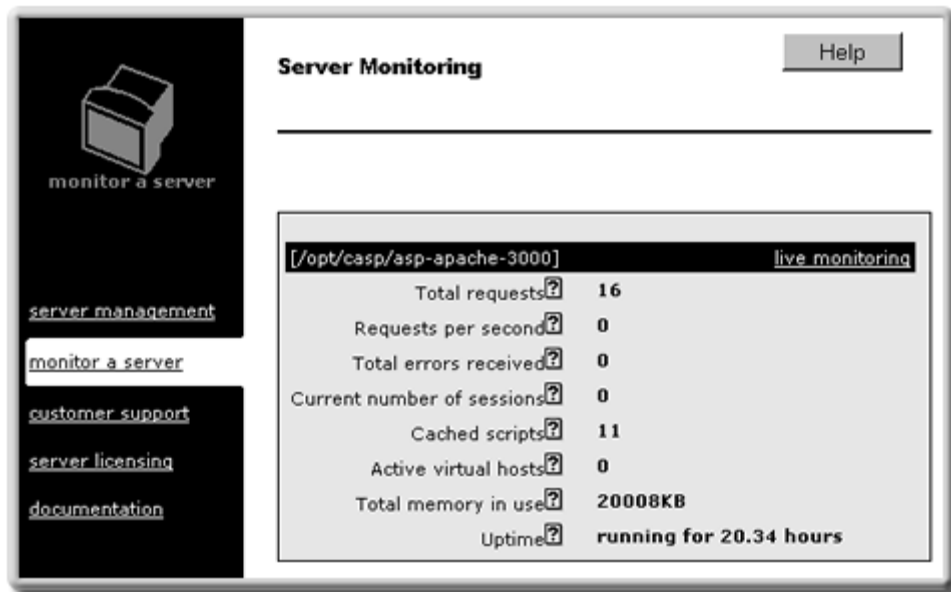 monitor a server
server management
monitor a server
customer support
server licensing
documentation
Server Monitoring
Help
[/opt/casp/asp-apache-3000] live monitoring
Total requests? 16
Requests per second? 0
Total errors received? 0
Current number of sessions? 0
Cached scripts? 11
Active virtual hosts? 0
Total memory in use? 20008KB
Uptime? running for 20.34 hours